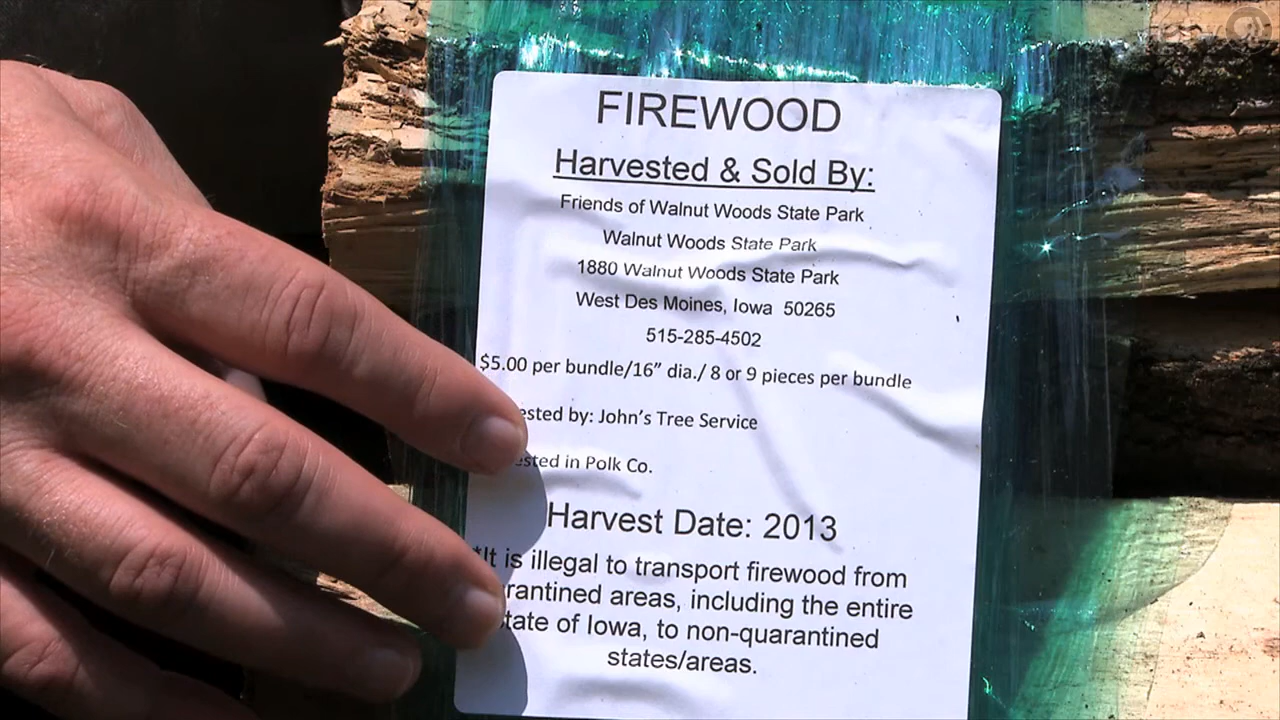 FIREWOOD
Harvested & Sold By:
Friends of Walnut Woods State Park
Walnut Woods State Park
1880 Walnut Woods State Park
West Des Moines, Iowa  50265
515-285-4502
$5.00 per bundle/16” dia./ 8 or 9 pieces per bundle
ested by: John’s Tree Service
ested in Polk Co.
Harvest Date: 2013
*It is illegal to transport firewood from
rantined areas, including the entire
tate of Iowa, to non-quarantined
states/areas.